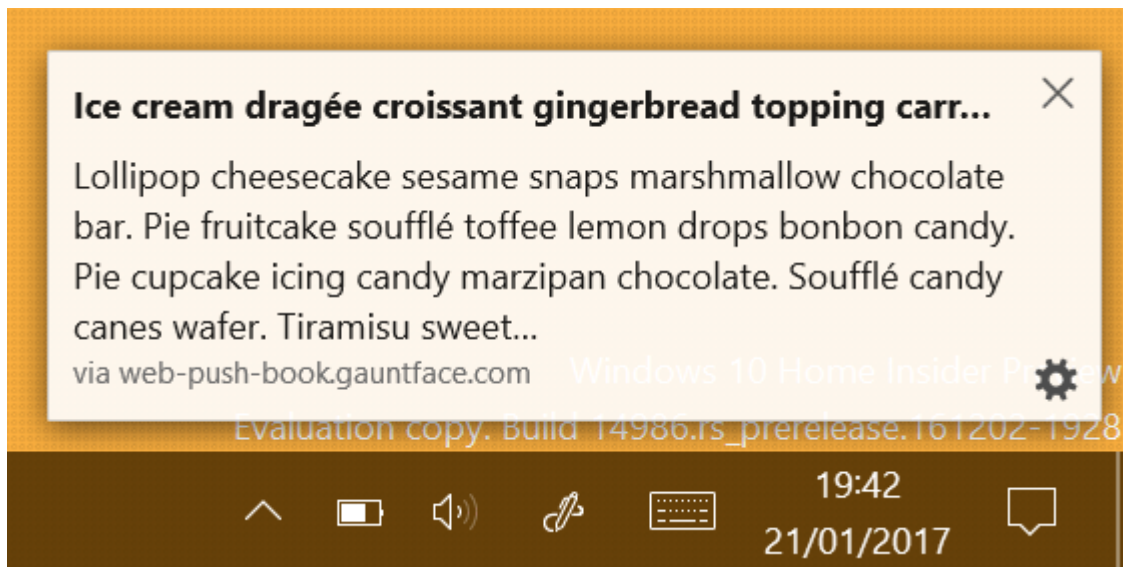 Ice cream dragée croissant gingerbread topping carr...
Lollipop cheesecake sesame snaps marshmallow chocolate
bar. Pie fruitcake soufflé toffee lemon drops bonbon candy.
Pie cupcake icing candy marzipan chocolate. Soufflé candy
canes wafer. Tiramisu sweet...
via web-push-book.gauntface.com
Windows 10 Home Insider Preview
Evaluation copy. Build 14986.rs_prerelease.161202-1928
19:42
21/01/2017